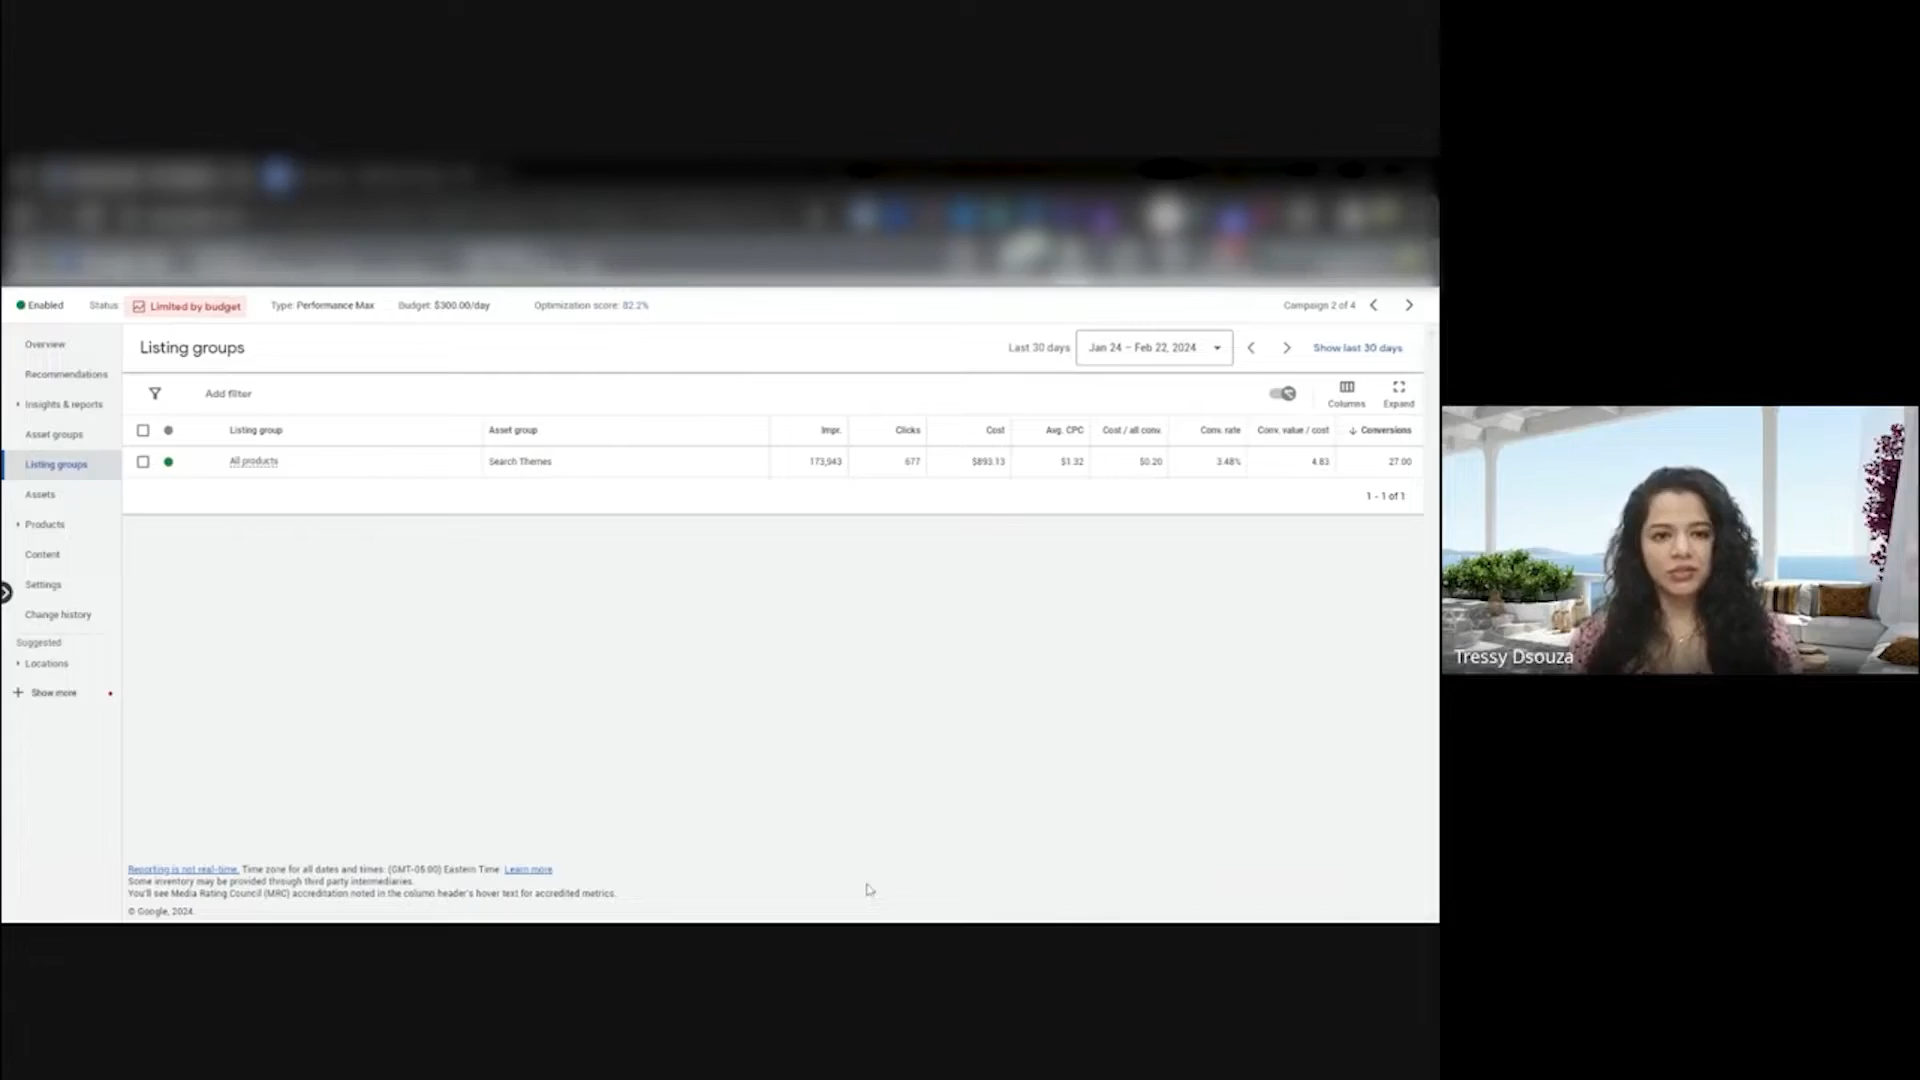 Enabled Status: Limited by budget Type: Performance Max Budget: $300.00/day Optimization score: 82.2% Campaign 2 of 4
Overview
Recommendations
Insights & reports
Asset groups
Listing groups
Assets
Products
Content
Settings
Change history
Suggested
Locations
Show more
Listing groups Last 30 days Jan 24 – Feb 22, 2024 Show last 30 days
Add filter Columns Expand
Listing group Asset group Impr. Clicks Cost Avg. CPC Cost / all conv. Conv. rate Conv. value / cost Conversions
All products Search Themes 173,943 677 $893.13 $1.32 $0.20 3.48% 4.83 27.00
1 - 1 of 1
Reporting is not real-time. Time zone for all dates and times: (GMT-05:00) Eastern Time. Learn more
Some inventory may be provided through third party intermediaries.
You'll see Media Rating Council (MRC) accreditation noted in the column header's hover text for accredited metrics.
© Google, 2024.
Tressy Dsouza